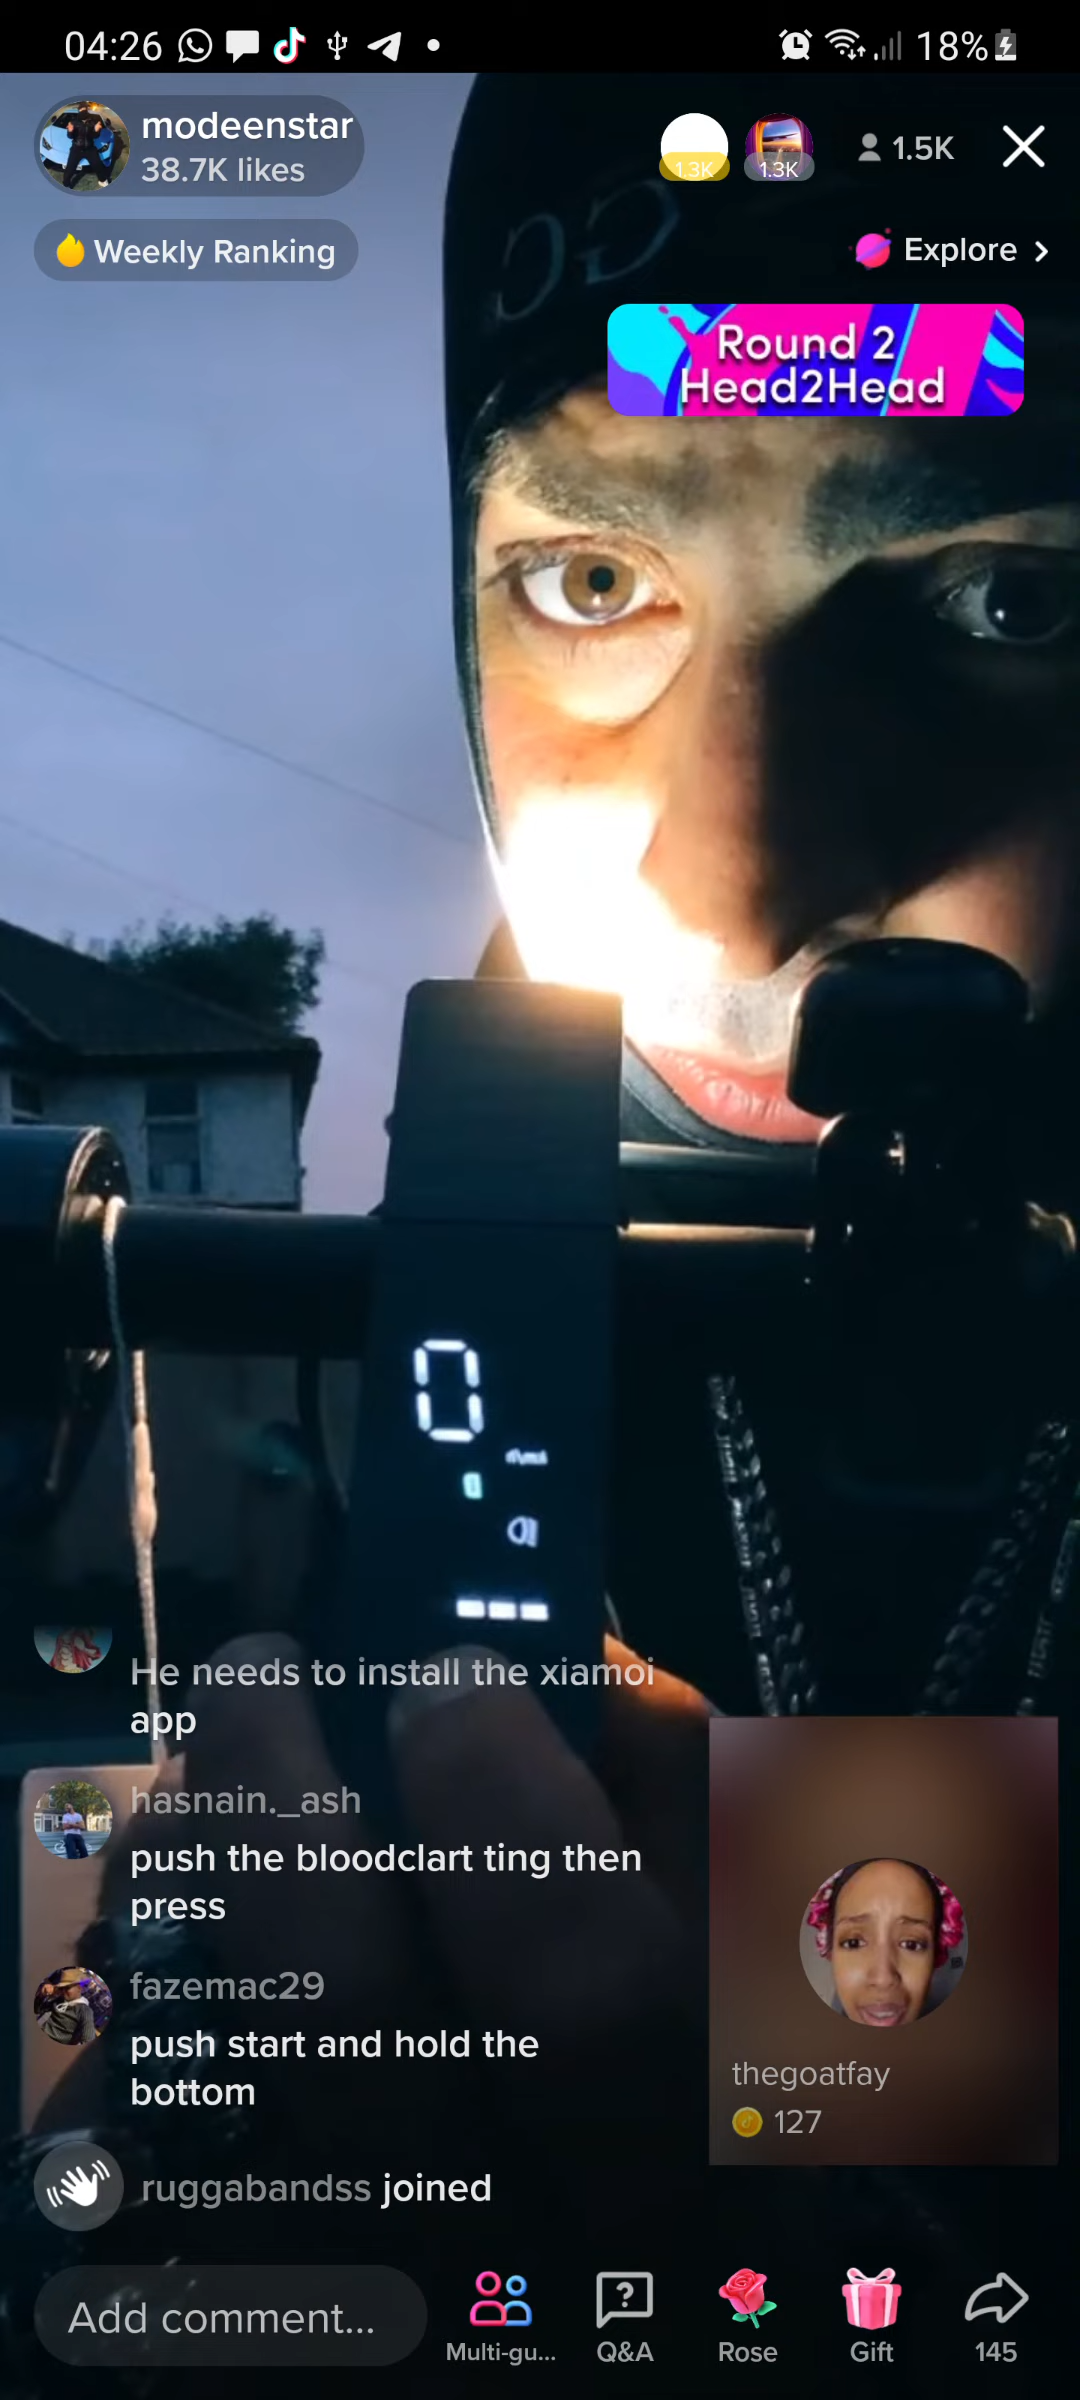 04:26
18%
modeenstar
38.7K likes
1.3K
1.3K
1.5K
Weekly Ranking
Explore
Round 2
Head2Head
0
He needs to install the xiamoi
app
hasnain._ash
push the bloodclart ting then
press
fazemac29
push start and hold the
bottom
thegoatfay
127
ruggabandss joined
Add comment...
Multi-gu...
Q&A
Rose
Gift
145